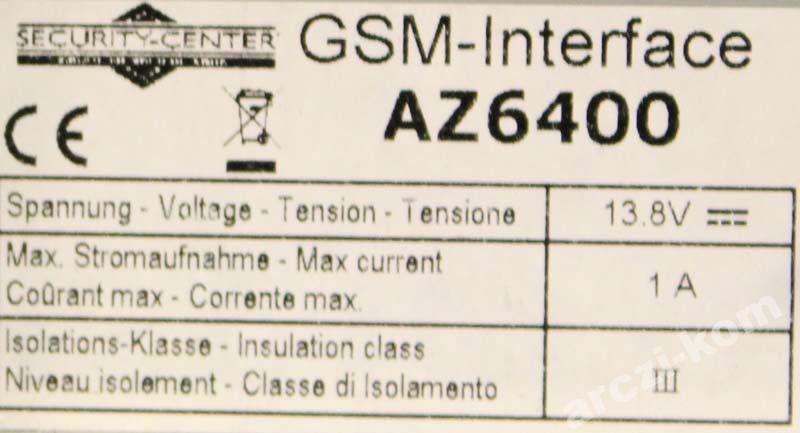 SECURITY-CENTER
GSM-Interface
AZ6400
CE
Spannung - Voltage - Tension - Tensione
13.8V
Max. Stromaufnahme - Max current
Coûrant max - Corrente max.
1 A
Isolations-Klasse - Insulation class
Niveau isolement - Classe di Isolamento
III
arczi-kom